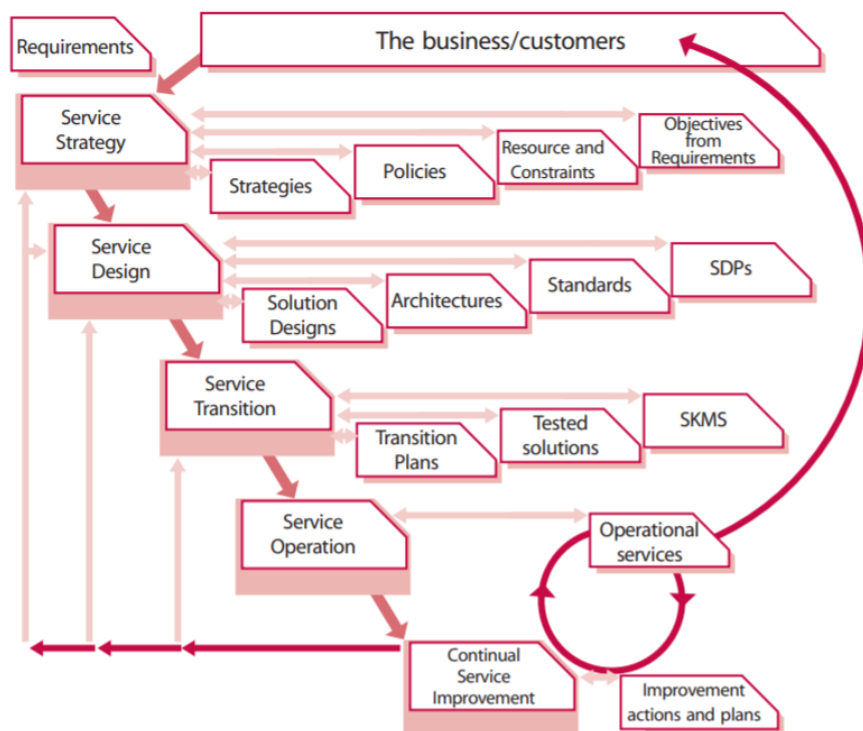 Requirements
The business/customers
Service
Strategy
Strategies
Policies
Resource and
Constraints
Objectives
from
Requirements
Service
Design
Solution
Designs
Architectures
Standards
SDPs
Service
Transition
Transition
Plans
Tested
solutions
SKMS
Service
Operation
Operational
services
Continual
Service
Improvement
Improvement
actions and plans